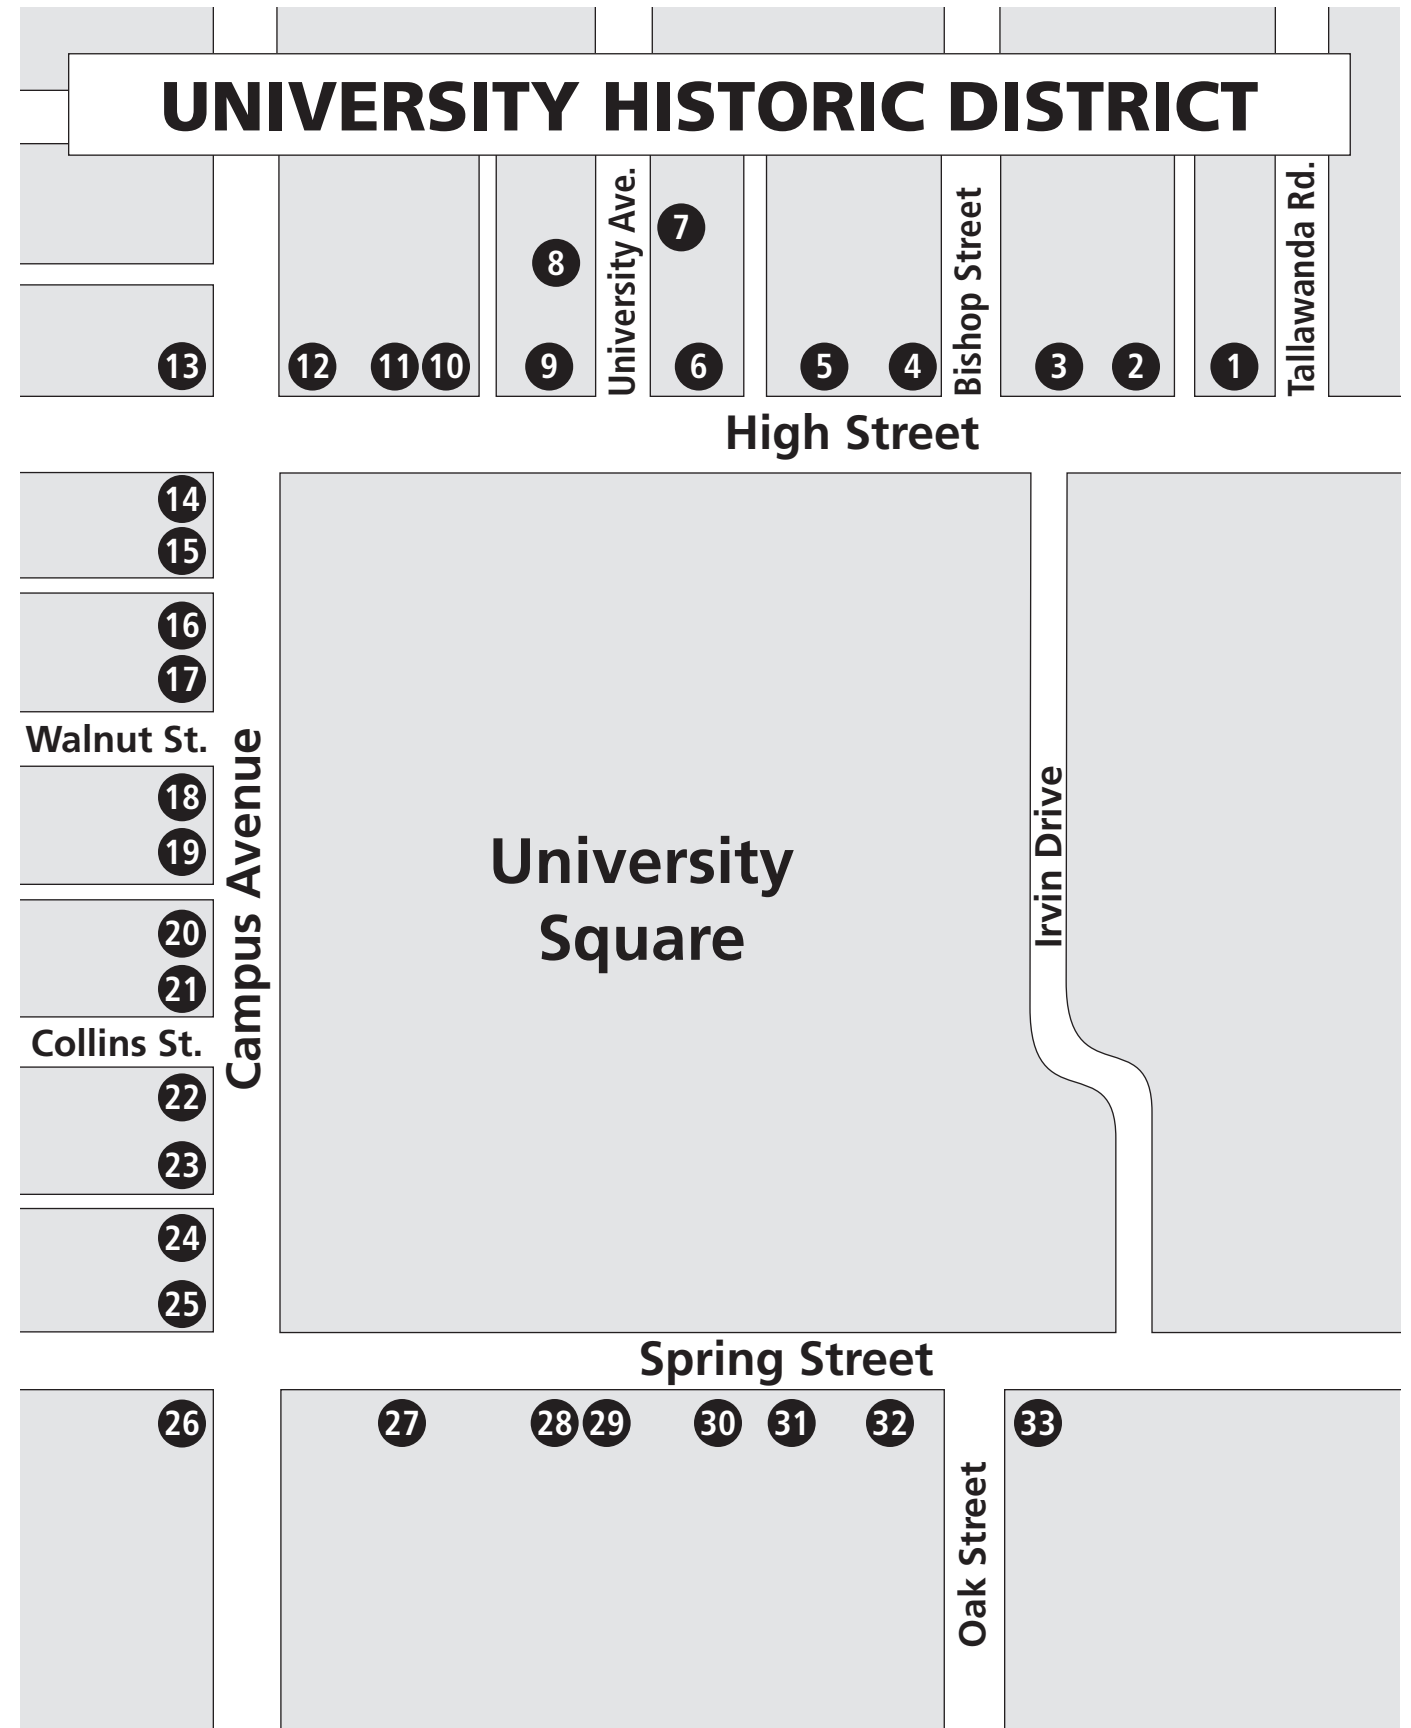 UNIVERSITY HISTORIC DISTRICT
University Ave.
Bishop Street
Tallawanda Rd.
7
8
13
12
11
10
9
6
5
4
3
2
1
High Street
14
15
16
17
Walnut St.
18
19
20
21
Collins St.
22
23
24
25
Campus Avenue
University
Square
Irvin Drive
Spring Street
26
27
28
29
30
31
32
33
Oak Street